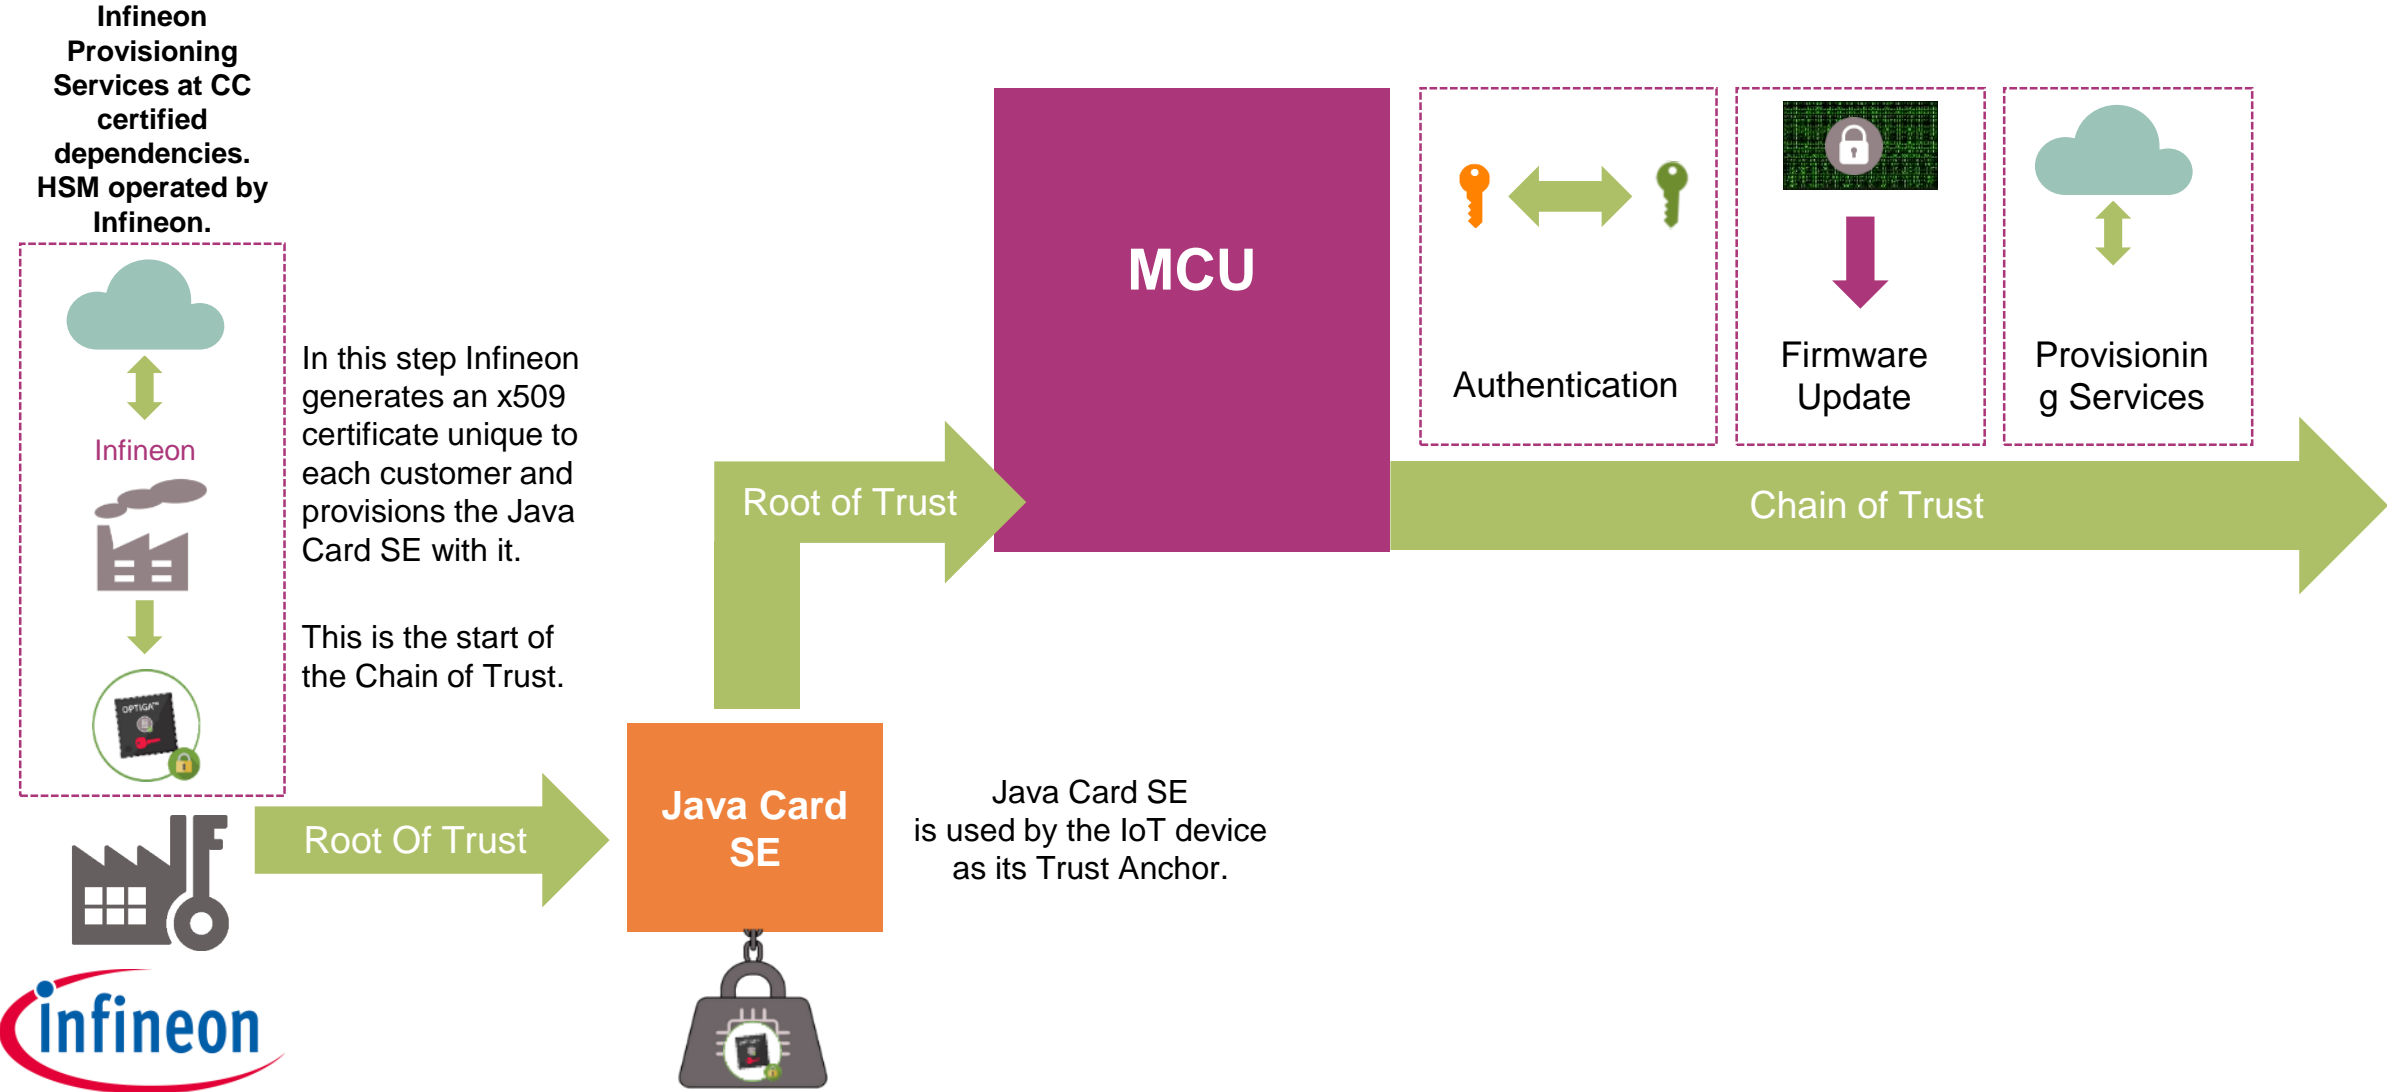 Infineon
Provisioning
Services at CC
certified
dependencies.
HSM operated by
Infineon.
Infineon
OPTIGA™
In this step Infineon
generates an x509
certificate unique to
each customer and
provisions the Java
Card SE with it.
This is the start of
the Chain of Trust.
Root Of Trust
infineon
Java Card
SE
Java Card SE
is used by the IoT device
as its Trust Anchor.
Root of Trust
MCU
Authentication
Firmware
Update
Provisionin
g Services
Chain of Trust